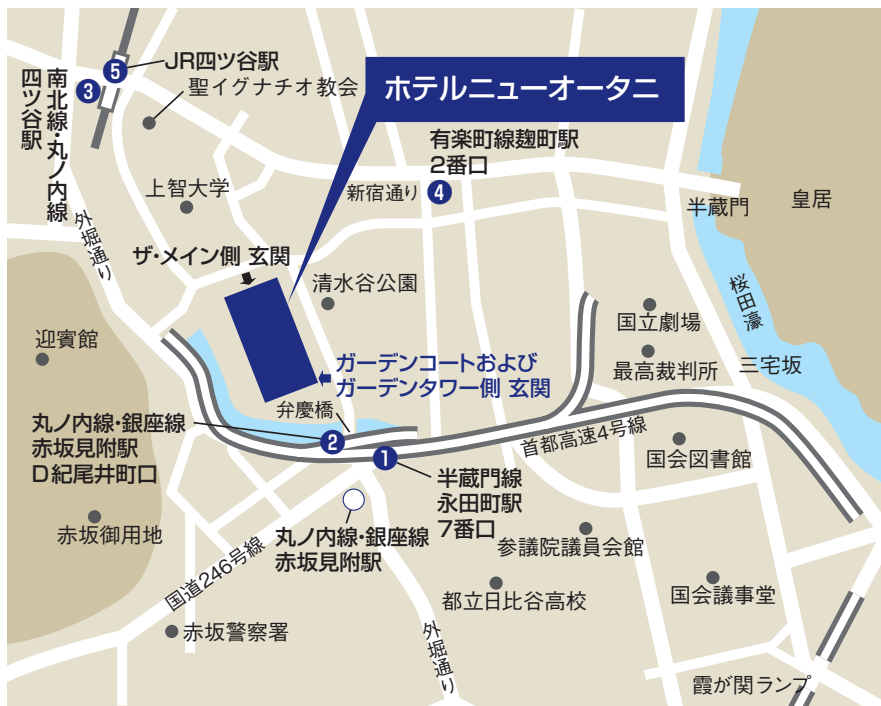 JR四ツ谷駅
5
3
聖イグナチオ教会
南北線・丸ノ内線
四ツ谷駅
ホテルニューオータニ
有楽町線麹町駅
2番口
4
新宿通り
上智大学
半蔵門
皇居
外堀通り
ザ・メイン側 玄関
清水谷公園
桜田濠
国立劇場
迎賓館
最高裁判所
三宅坂
ガーデンコートおよび
ガーデンタワー側 玄関
弁慶橋
丸ノ内線・銀座線
赤坂見附駅
D紀尾井町口
2
1
首都高速4号線
国会図書館
半蔵門線
永田町駅
7番口
赤坂御用地
丸ノ内線・銀座線
赤坂見附駅
参議院議員会館
国道246号線
都立日比谷高校
国会議事堂
赤坂警察署
外堀通り
霞が関ランプ